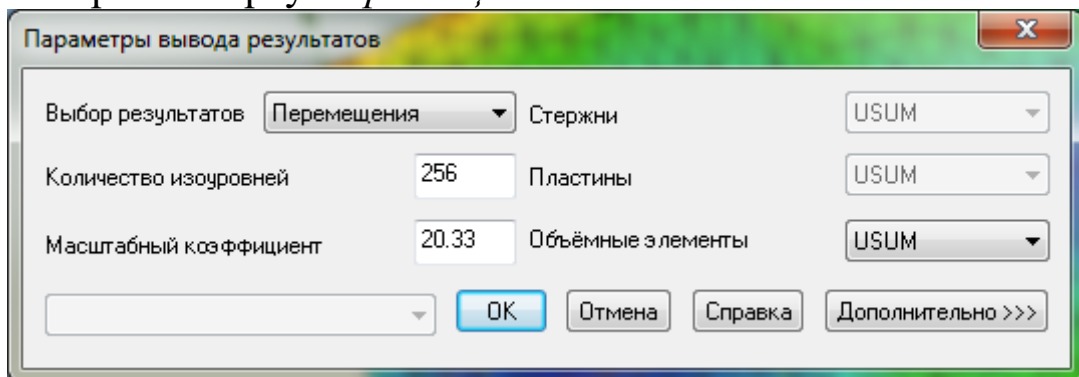 Параметры вывода результатов
Выбор результатов Перемещения Стержни USUM
Количество изоуровней 256 Пластины USUM
Масштабный коэффициент 20.33 Объёмные элементы USUM
OK Отмена Справка Дополнительно >>>